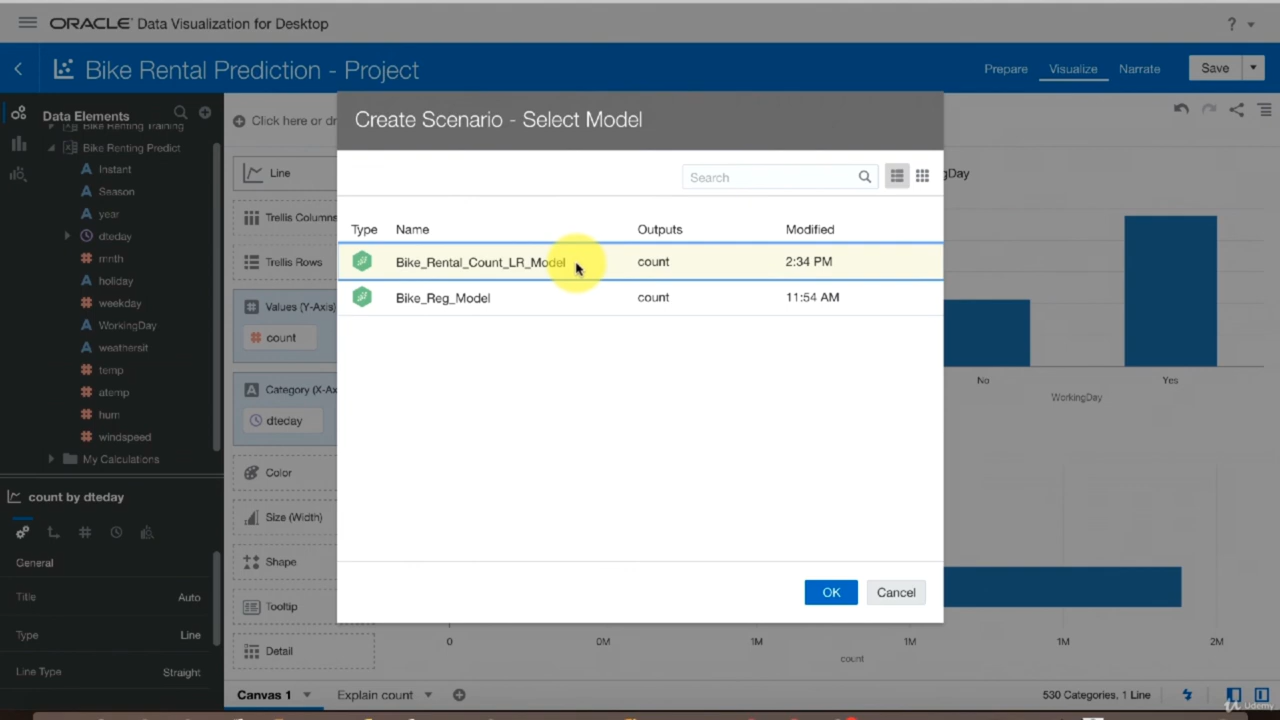 ORACLE Data Visualization for Desktop
?
Bike Rental Prediction - Project
Prepare
Visualize
Narrate
Save
Data Elements
Bike Renting Training
Bike Renting Predict
A Instant
A Season
A year
dteday
# mnth
A holiday
# weekday
A WorkingDay
A weathersit
# temp
# atemp
# hum
# windspeed
My Calculations
count by dteday
General
Title Auto
Type Line
Line Type Straight
Click here or dr
Line
Trellis Columns
Trellis Rows
Values (Y-Axis)
# count
Category (X-Ax
dteday
Color
Size (Width)
Shape
Tooltip
Detail
Create Scenario - Select Model
Search
Type Name Outputs Modified
Bike_Rental_Count_LR_Model count 2:34 PM
Bike_Reg_Model count 11:54 AM
OK Cancel
gDay
No Yes
WorkingDay
0 0M 1M 1M 1M 2M
count
Canvas 1
Explain count
530 Categories, 1 Line
Udemy